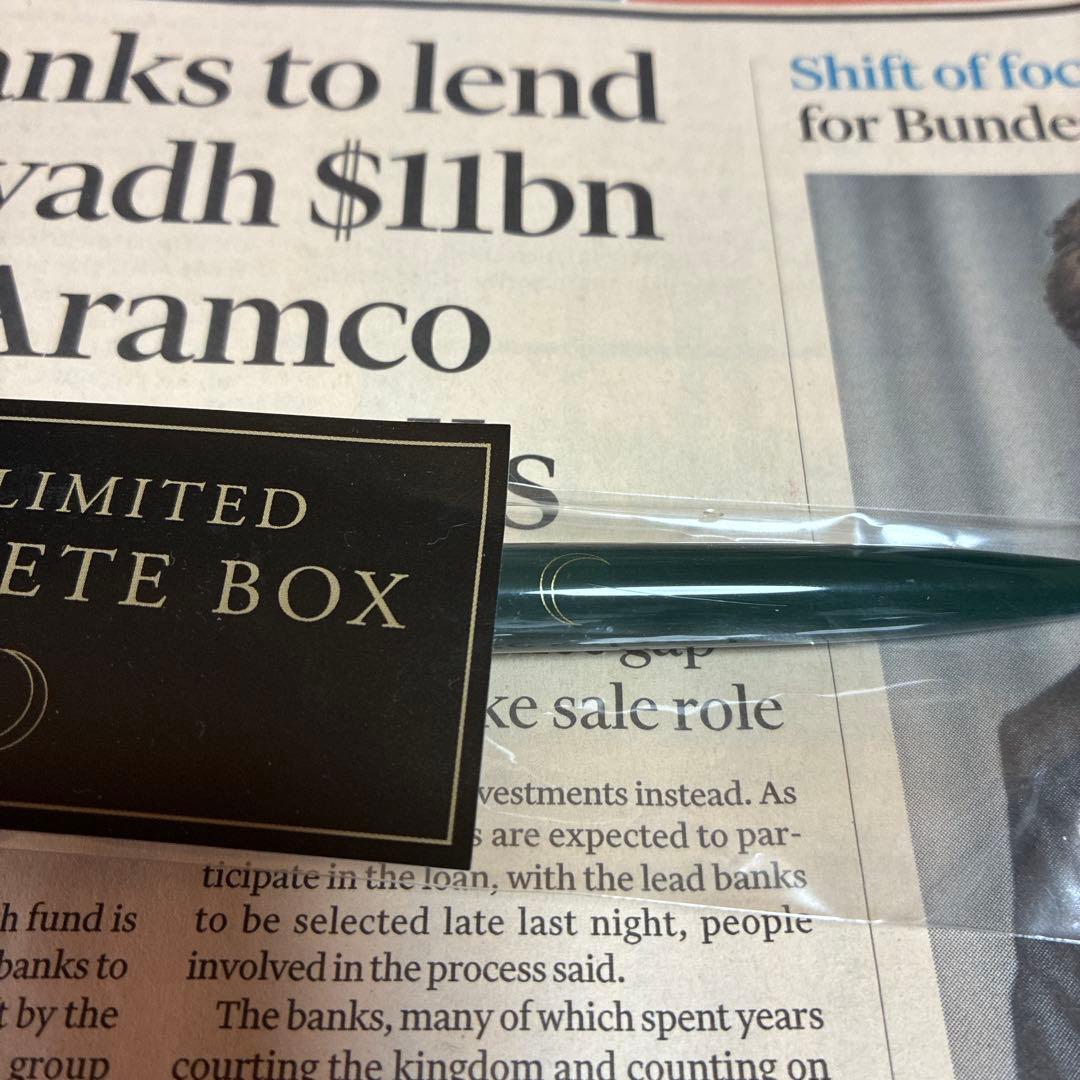 anks to lend
yadh $11bn
Aramco
s
Shift of foc
for Bunde
LIMITED
ETE BOX
gap
ke sale role
vestments instead. As
s are expected to par-
ticipate in the loan, with the lead banks
to be selected late last night, people
involved in the process said.
The banks, many of which spent years
courting the kingdom and counting on
h fund is
banks to
t by the
group